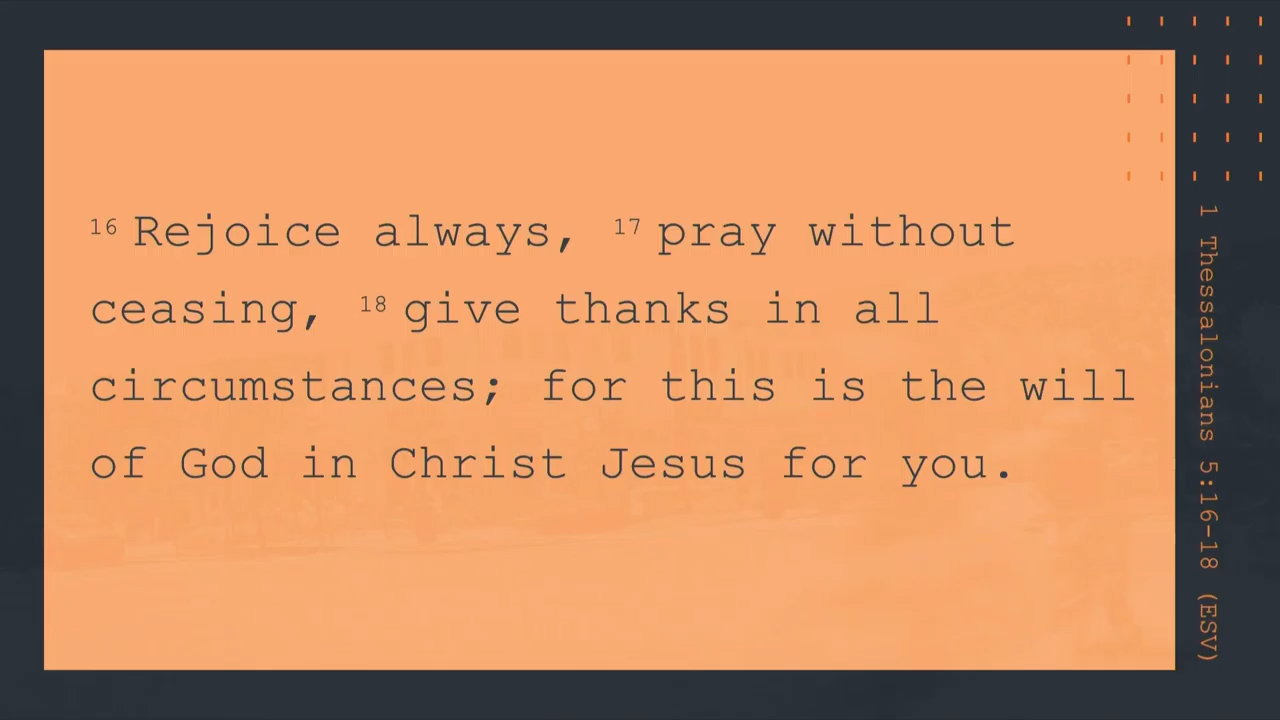 16 Rejoice always, 17 pray without
ceasing, 18 give thanks in all
circumstances; for this is the will
of God in Christ Jesus for you.
1 Thessalonians 5:16-18 (ESV)